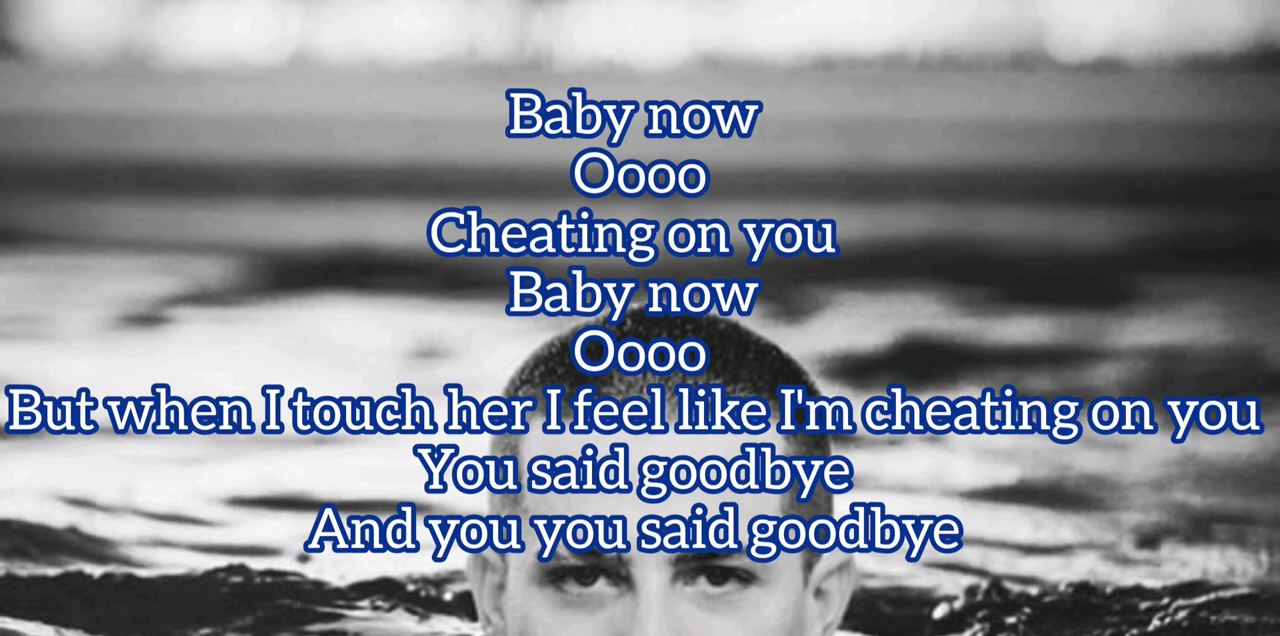 Baby now
Oooo
Cheating on you
Baby now
Oooo
But when I touch her I feel like I'm cheating on you
You said goodbye
And you you said goodbye